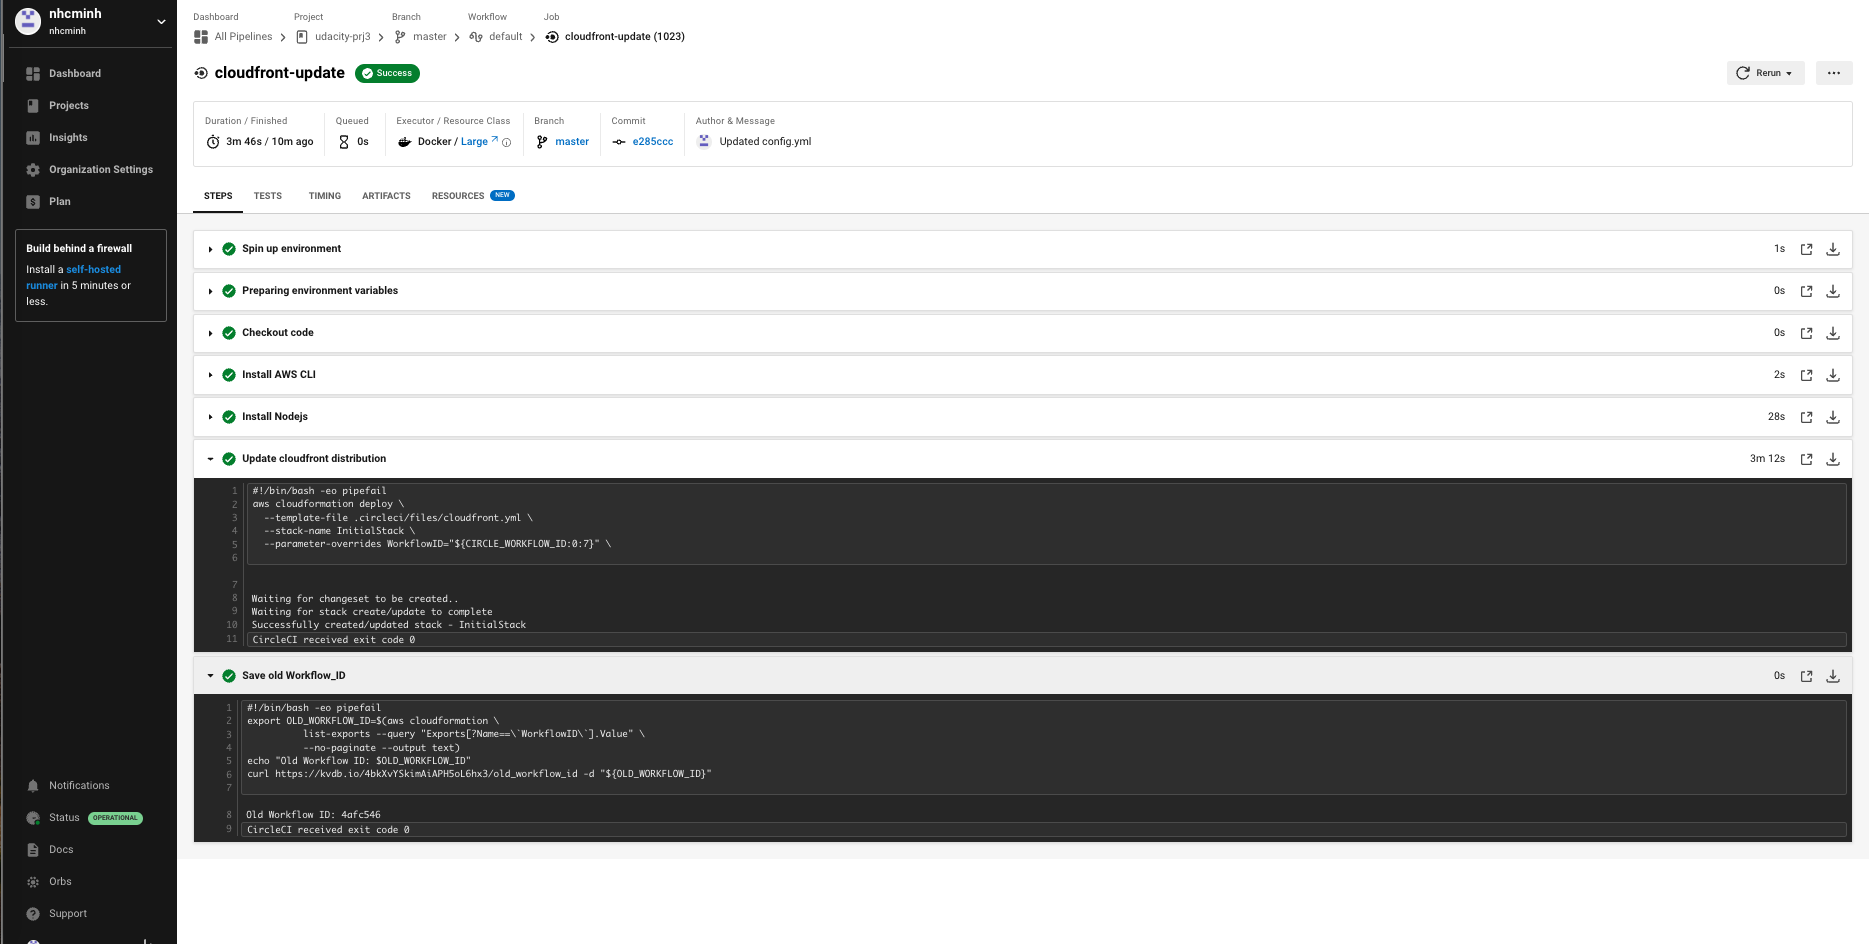 nhcminh
nhcminh
Dashboard
Projects
Insights
Organization Settings
Plan
Build behind a firewall
Install a self-hosted
runner in 5 minutes or
less.
Notifications
Status OPERATIONAL
Docs
Orbs
Support
Dashboard Project Branch Workflow Job
All Pipelines udacity-prj3 master default cloudfront-update (1023)
cloudfront-update Success Rerun
Duration / Finished Queued Executor / Resource Class Branch Commit Author & Message
3m 46s / 10m ago 0s Docker / Large master e285ccc Updated config.yml
STEPS TESTS TIMING ARTIFACTS RESOURCES NEW
Spin up environment 1s
Preparing environment variables 0s
Checkout code 0s
Install AWS CLI 2s
Install Nodejs 28s
Update cloudfront distribution 3m 12s
1 #!/bin/bash -eo pipefail
2 aws cloudformation deploy \
3 --template-file .circleci/files/cloudfront.yml \
4 --stack-name InitialStack \
5 --parameter-overrides WorkflowID="${CIRCLE_WORKFLOW_ID:0:7}" \
6
7
8 Waiting for changeset to be created..
9 Waiting for stack create/update to complete
10 Successfully created/updated stack - InitialStack
11 CircleCI received exit code 0
Save old Workflow_ID 0s
1 #!/bin/bash -eo pipefail
2 export OLD_WORKFLOW_ID=$(aws cloudformation \
3 list-exports --query "Exports[?Name==\`WorkflowID\`].Value" \
4 --no-paginate --output text)
5 echo "Old Workflow ID: $OLD_WORKFLOW_ID"
6 curl https://kvdb.io/4bkXvYSkimAiAPH5oL6hx3/old_workflow_id -d "${OLD_WORKFLOW_ID}"
7
8 Old Workflow ID: 4afc546
9 CircleCI received exit code 0